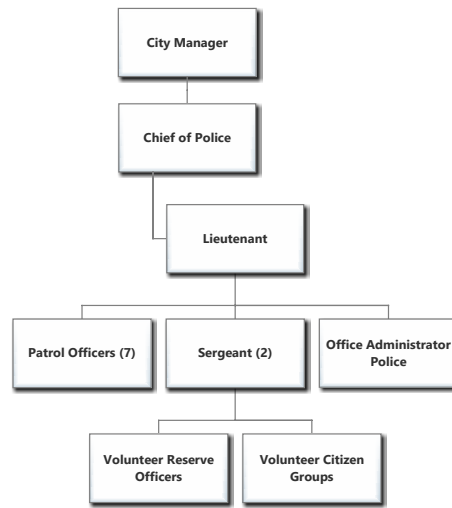 City Manager
Chief of Police
Lieutenant
Patrol Officers (7)
Sergeant (2)
Office Administrator
Police
Volunteer Reserve
Officers
Volunteer Citizen
Groups